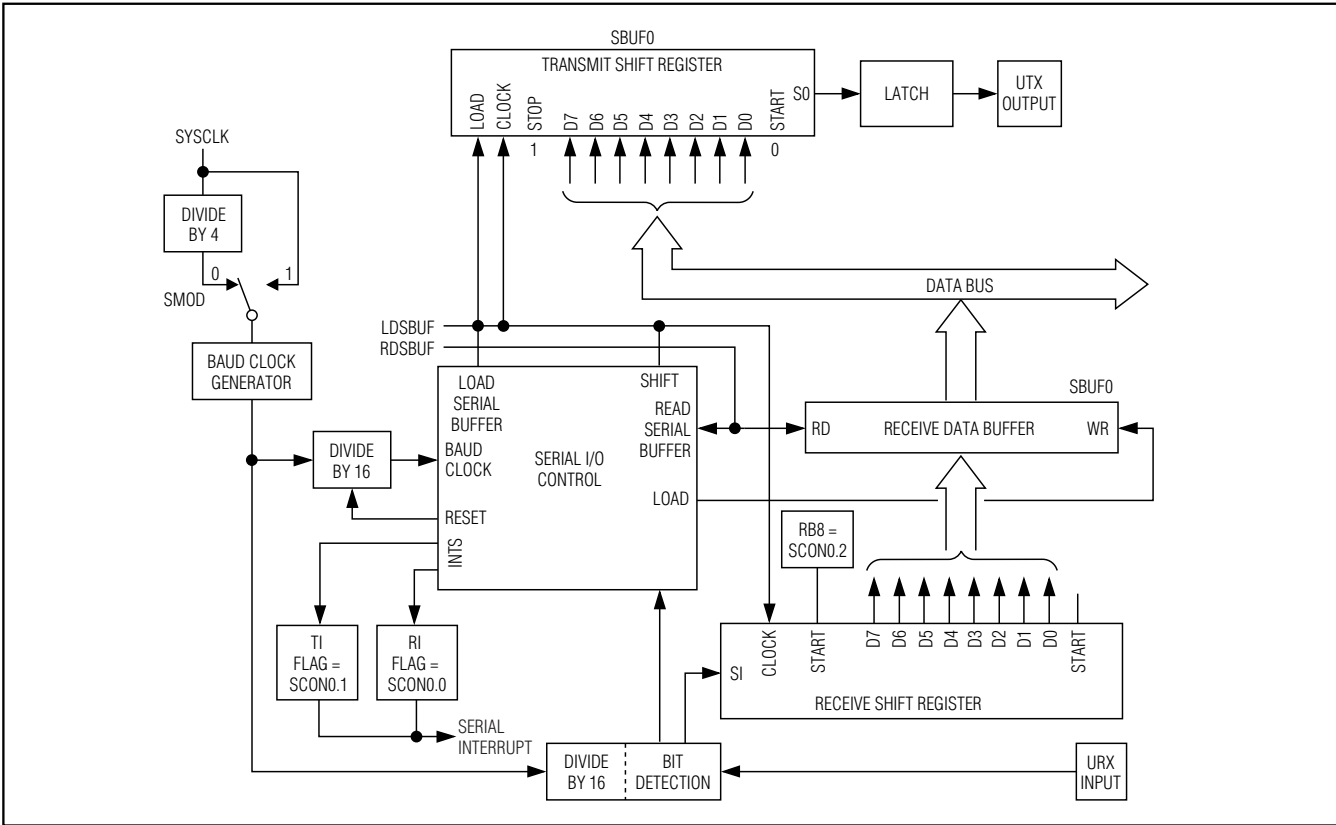 SBUF0
TRANSMIT SHIFT REGISTER
LOAD
CLOCK
STOP
D7
D6
D5
D4
D3
D2
D1
D0
START
S0
1
0
LATCH
UTX
OUTPUT
SYSCLK
DIVIDE
BY 4
0
1
SMOD
BAUD CLOCK
GENERATOR
DATA BUS
LDSBUF
RDSBUF
LOAD
SERIAL
BUFFER
SHIFT
READ
SERIAL
BUFFER
BAUD
CLOCK
SERIAL I/O
CONTROL
LOAD
RESET
INTS
DIVIDE
BY 16
SBUF0
RD
RECEIVE DATA BUFFER
WR
RB8 =
SCON0.2
TI
FLAG =
SCON0.1
RI
FLAG =
SCON0.0
SERIAL
INTERRUPT
CLOCK
START
D7
D6
D5
D4
D3
D2
D1
D0
START
SI
RECEIVE SHIFT REGISTER
DIVIDE
BY 16
BIT
DETECTION
URX
INPUT